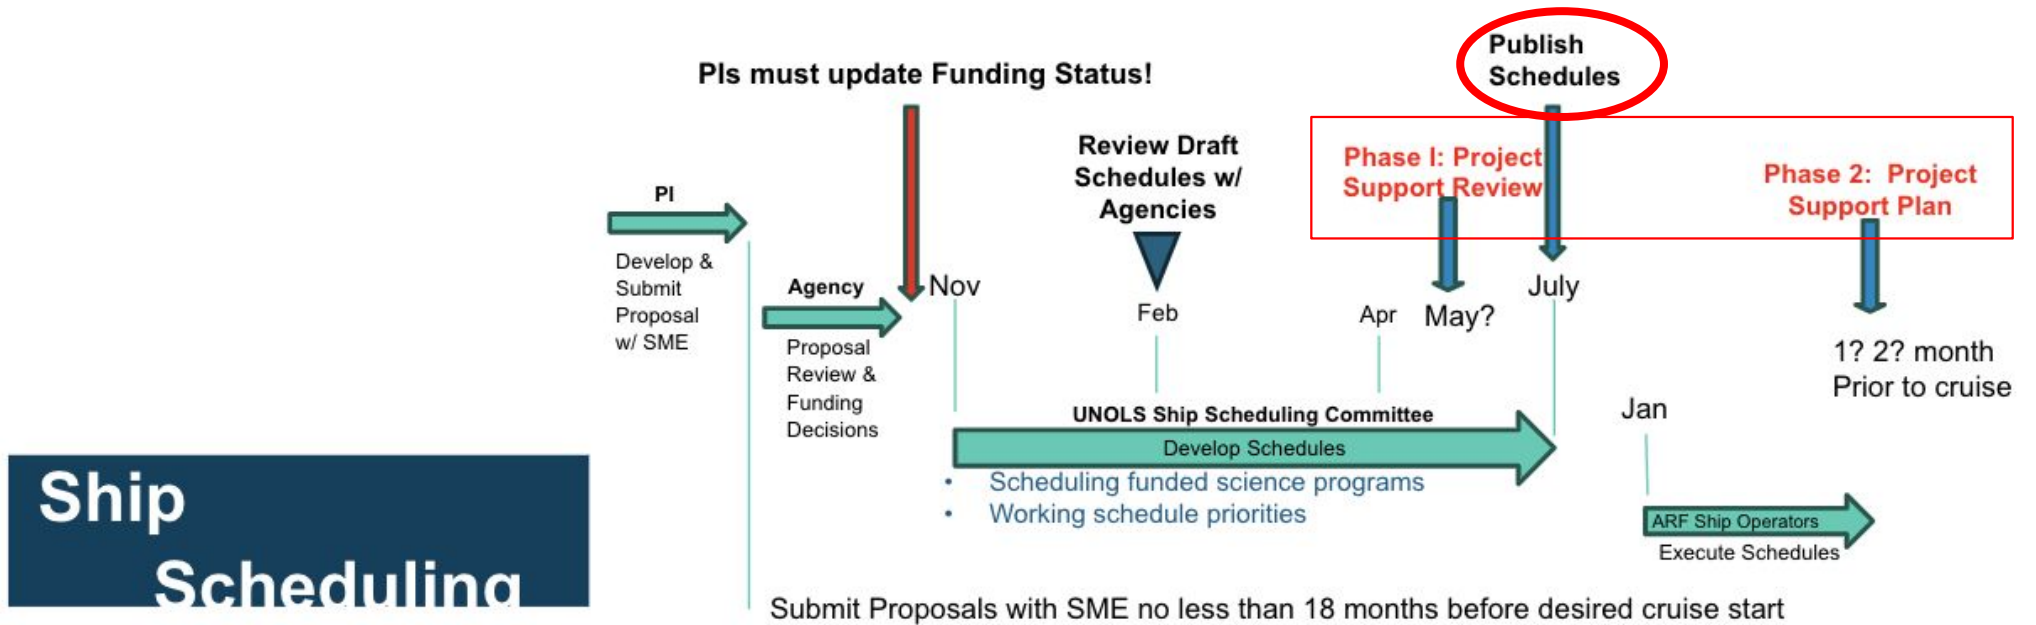 Publish
Schedules
PIs must update Funding Status!
Review Draft
Schedules w/
Agencies
Phase I: Project
Support Review
Phase 2: Project
Support Plan
PI
Develop &
Submit
Proposal
w/ SME
Agency
Proposal
Review &
Funding
Decisions
Nov
Feb
Apr
May?
July
1? 2? month
Prior to cruise
Jan
UNOLS Ship Scheduling Committee
Develop Schedules
• Scheduling funded science programs
• Working schedule priorities
ARF Ship Operators
Execute Schedules
Ship
Scheduling
Submit Proposals with SME no less than 18 months before desired cruise start